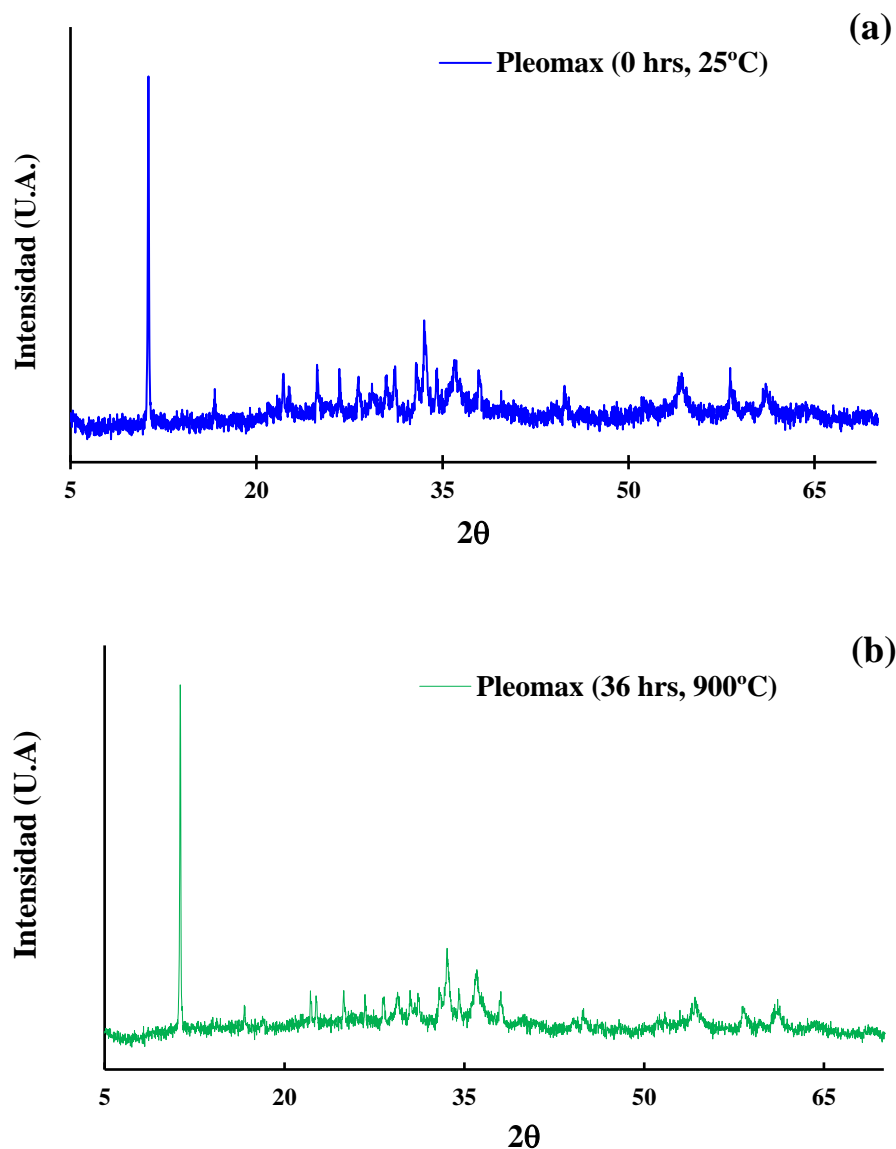 (a)
Pleomax (0 hrs, 25ºC)
Intensidad (U.A.)
5 20 35 50 65
2θ
(b)
Pleomax (36 hrs, 900ºC)
Intensidad (U.A)
5 20 35 50 65
2θ